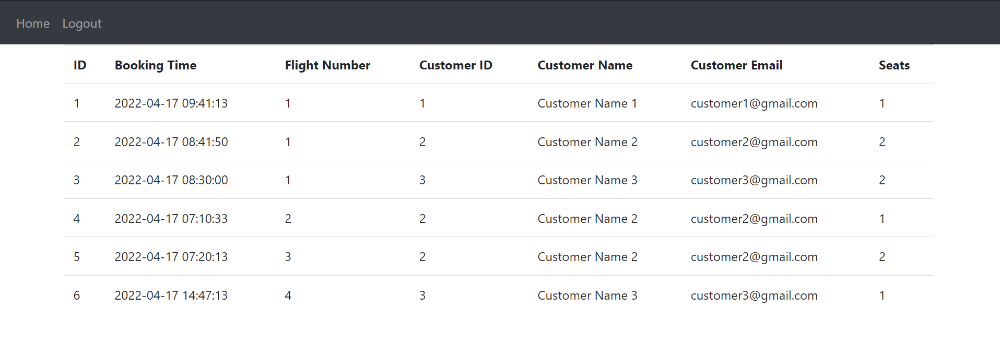 Home Logout
ID Booking Time Flight Number Customer ID Customer Name Customer Email Seats
1 2022-04-17 09:41:13 1 1 Customer Name 1 customer1@gmail.com 1
2 2022-04-17 08:41:50 1 2 Customer Name 2 customer2@gmail.com 2
3 2022-04-17 08:30:00 1 3 Customer Name 3 customer3@gmail.com 2
4 2022-04-17 07:10:33 2 2 Customer Name 2 customer2@gmail.com 1
5 2022-04-17 07:20:13 3 2 Customer Name 2 customer2@gmail.com 2
6 2022-04-17 14:47:13 4 3 Customer Name 3 customer3@gmail.com 1